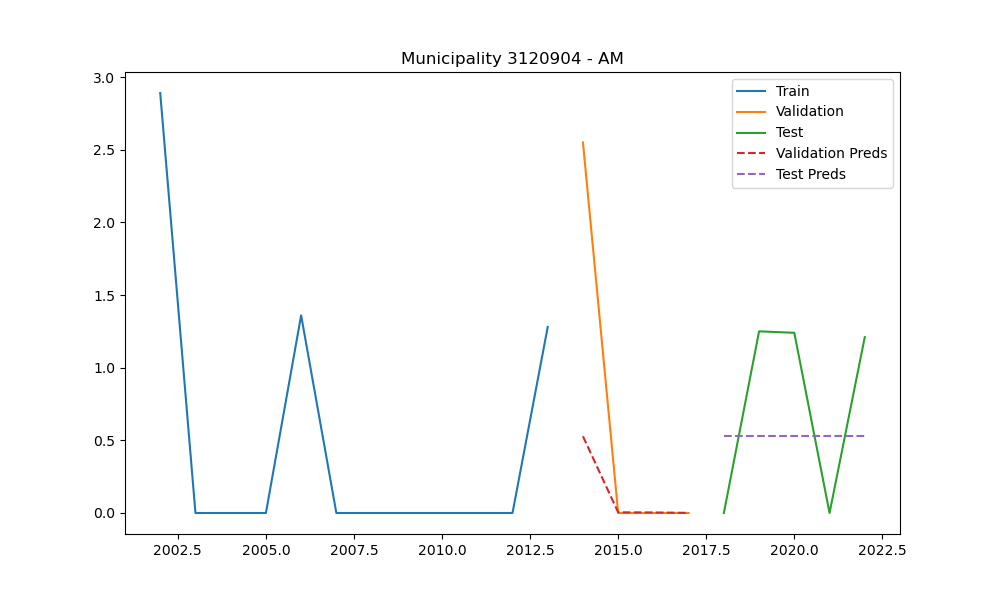 Municipality 3120904 - AM
3.0
2.5
2.0
1.5
1.0
0.5
0.0
Train
Validation
Test
Validation Preds
Test Preds
2002.5 2005.0 2007.5 2010.0 2012.5 2015.0 2017.5 2020.0 2022.5